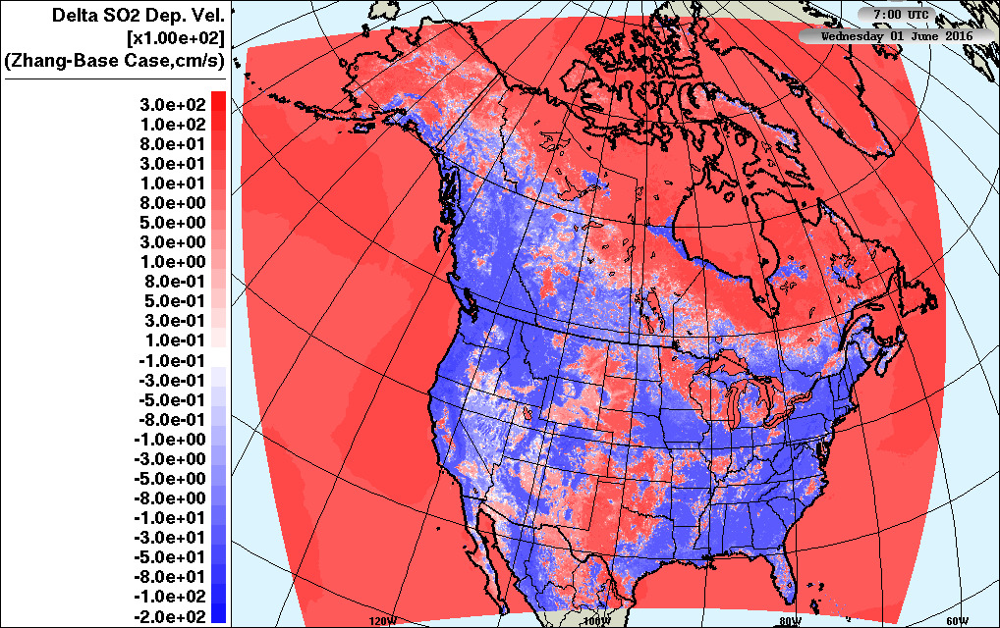 Delta SO2 Dep. Vel.
[x1.00e+02]
(Zhang-Base Case,cm/s)
3.0e+02
1.0e+02
8.0e+01
3.0e+01
1.0e+01
8.0e+00
5.0e+00
3.0e+00
1.0e+00
8.0e-01
5.0e-01
3.0e-01
1.0e-01
-1.0e-01
-3.0e-01
-5.0e-01
-8.0e-01
-1.0e+00
-3.0e+00
-5.0e+00
-8.0e+00
-1.0e+01
-3.0e+01
-5.0e+01
-8.0e+01
-1.0e+02
-2.0e+02
7:00 UTC
Wednesday 01 June 2016
120W
100W
80W
60W